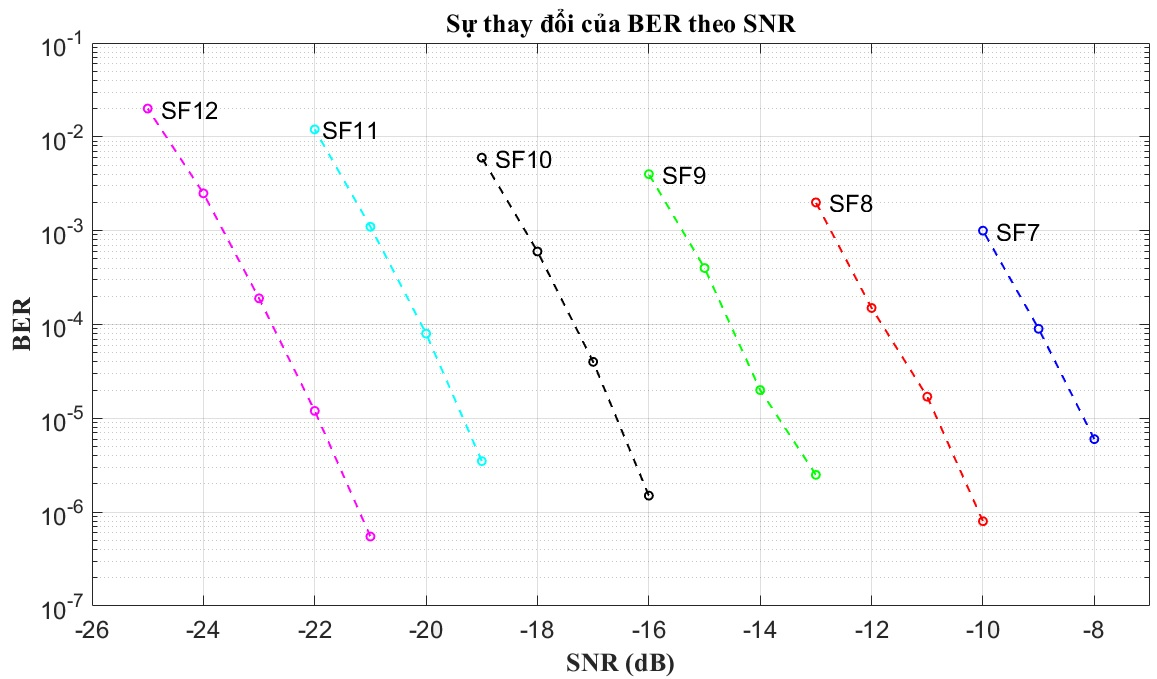 Sự thay đổi của BER theo SNR
10^-1
10^-2
10^-3
10^-4
10^-5
10^-6
10^-7
BER
SF12
SF11
SF10
SF9
SF8
SF7
-26 -24 -22 -20 -18 -16 -14 -12 -10 -8
SNR (dB)